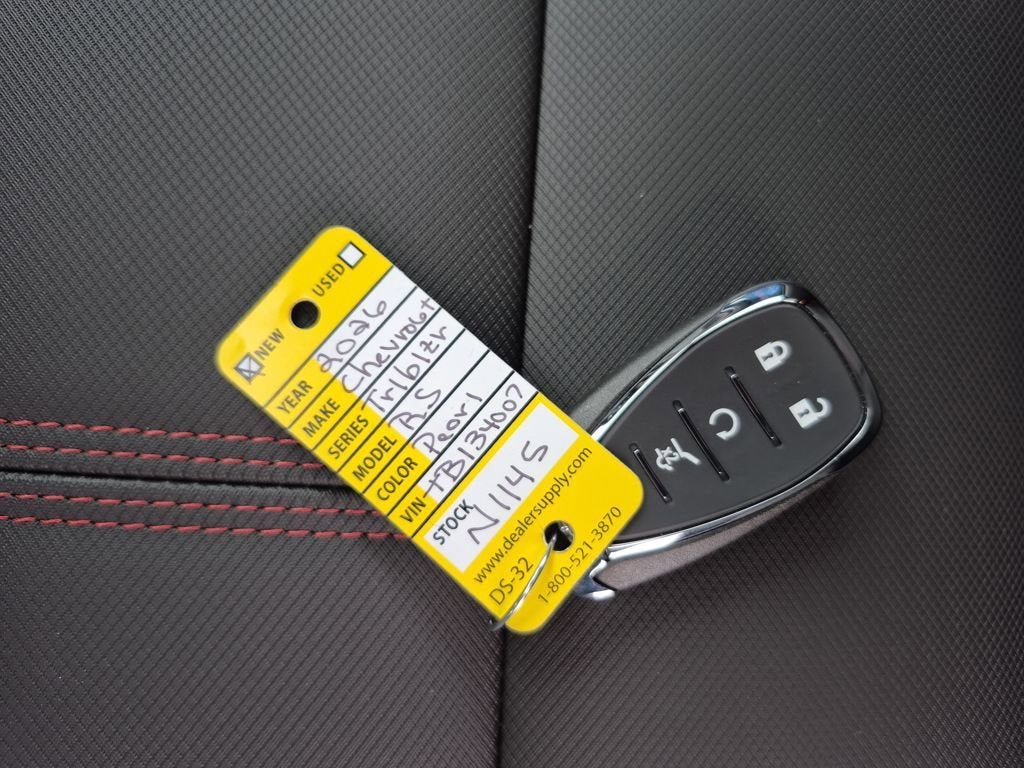 NEW USED
YEAR 2026
MAKE Chevrolet
SERIES Trlblzr
MODEL RS
COLOR Pearl
VIN TB134007
STOCK N1145
www.dealersupply.com
DS-32 1-800-521-3870